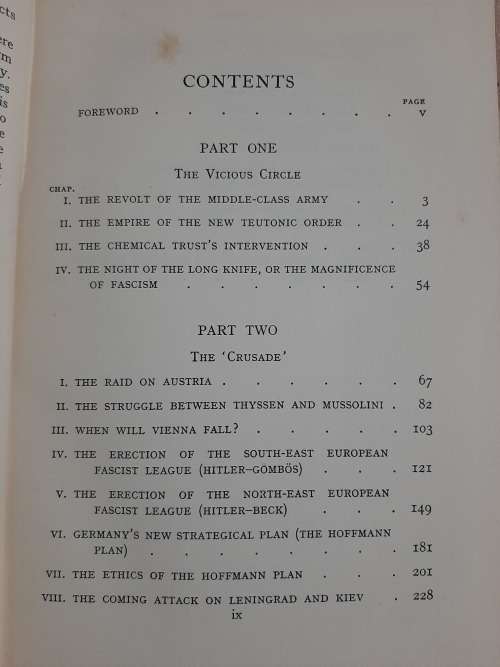 cts
ere
m
y.
es
is
o
e
e
CONTENTS
PAGE
FOREWORD . . . . . . . . v
PART ONE
THE VICIOUS CIRCLE
CHAP.
I. THE REVOLT OF THE MIDDLE-CLASS ARMY . . 3
II. THE EMPIRE OF THE NEW TEUTONIC ORDER . . 24
III. THE CHEMICAL TRUST'S INTERVENTION . . . 38
IV. THE NIGHT OF THE LONG KNIFE, OR THE MAGNIFICENCE
OF FASCISM . . . . . . 54
PART TWO
THE 'CRUSADE'
I. THE RAID ON AUSTRIA . . . . . . 67
II. THE STRUGGLE BETWEEN THYSSEN AND MUSSOLINI . 82
III. WHEN WILL VIENNA FALL? . . . . . 103
IV. THE ERECTION OF THE SOUTH-EAST EUROPEAN
FASCIST LEAGUE (HITLER–GÖMBÖS) . . . 121
V. THE ERECTION OF THE NORTH-EAST EUROPEAN
FASCIST LEAGUE (HITLER–BECK) . . . 149
VI. GERMANY'S NEW STRATEGICAL PLAN (THE HOFFMANN
PLAN) . . . . . . . 181
VII. THE ETHICS OF THE HOFFMANN PLAN . . . 201
VIII. THE COMING ATTACK ON LENINGRAD AND KIEV . 228
ix